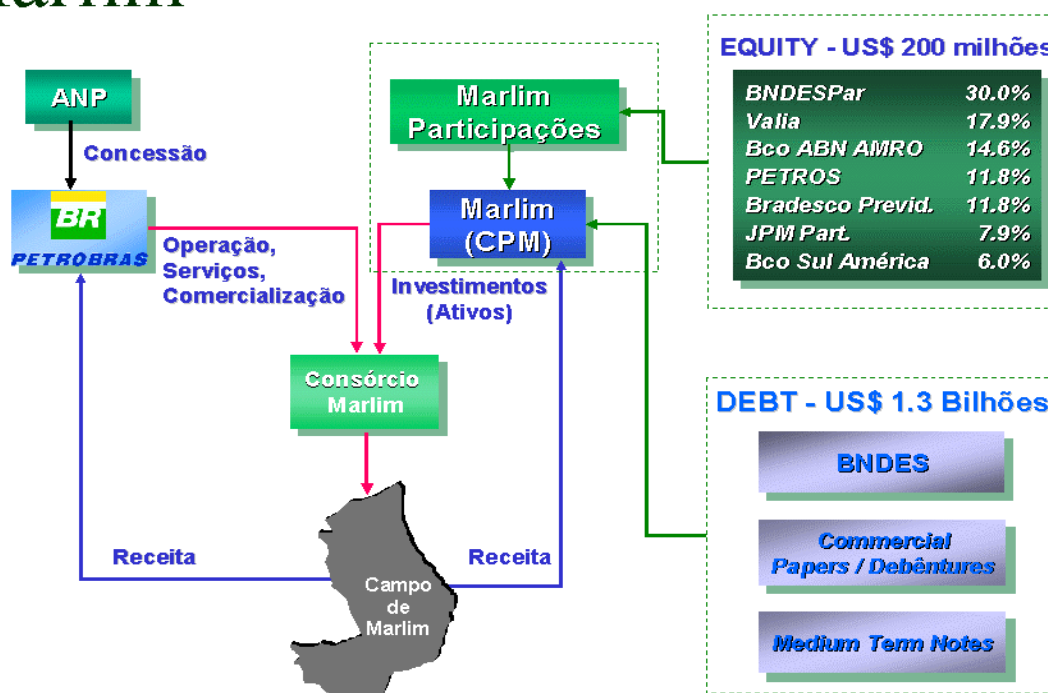 ANP
Concessão
BR
PETROBRAS
Operação,
Serviços,
Comercialização
Marlim
Participações
Marlim
(CPM)
Investimentos
(Ativos)
Consórcio
Marlim
Receita
Receita
Campo
de
Marlim
EQUITY - US$ 200 milhões
BNDESPar 30.0%
Valia 17.9%
Bco ABN AMRO 14.6%
PETROS 11.8%
Bradesco Previd. 11.8%
JPM Part. 7.9%
Bco Sul América 6.0%
DEBT - US$ 1.3 Bilhões
BNDES
Commercial
Papers / Debêntures
Medium Term Notes